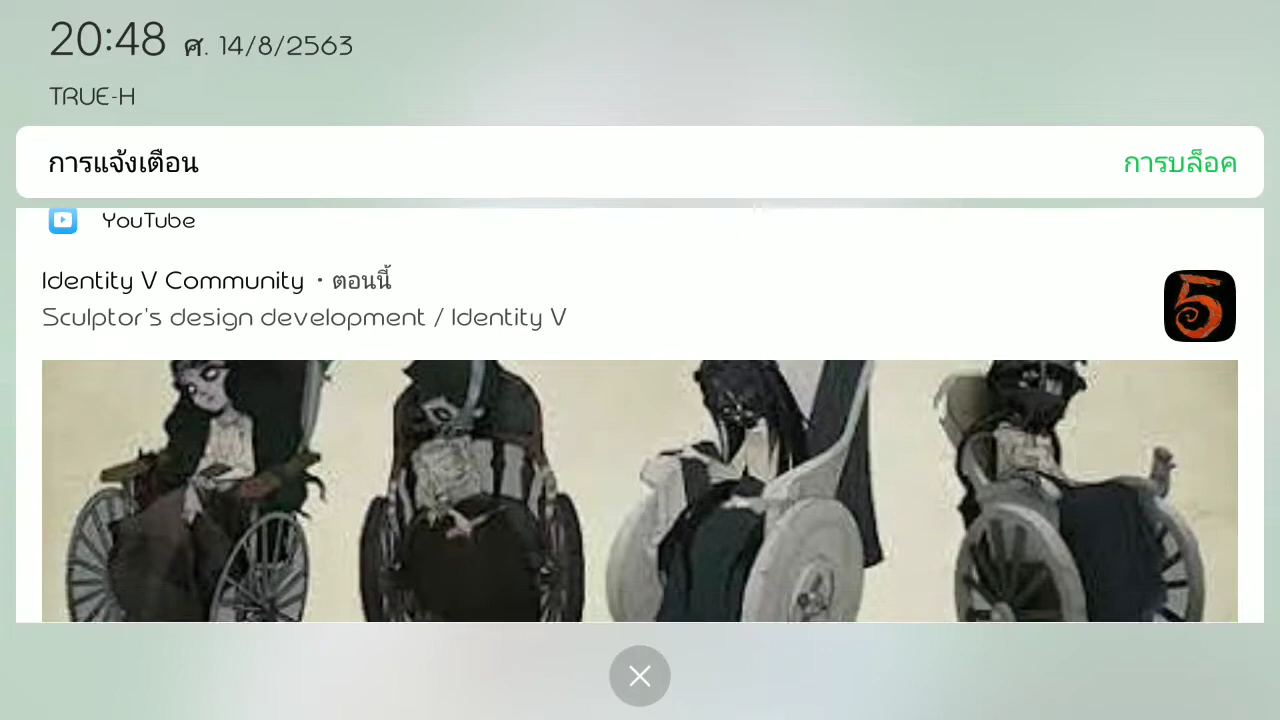 20:48 ศ. 14/8/2563
TRUE-H
การแจ้งเตือน การบล็อค
YouTube
Identity V Community · ตอนนี้
Sculptor's design development / Identity V
5